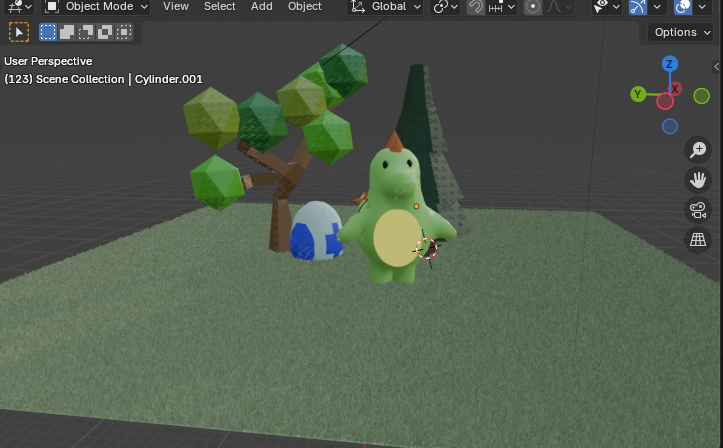 Object Mode View Select Add Object Global
Options
User Perspective
(123) Scene Collection | Cylinder.001
Z
Y X